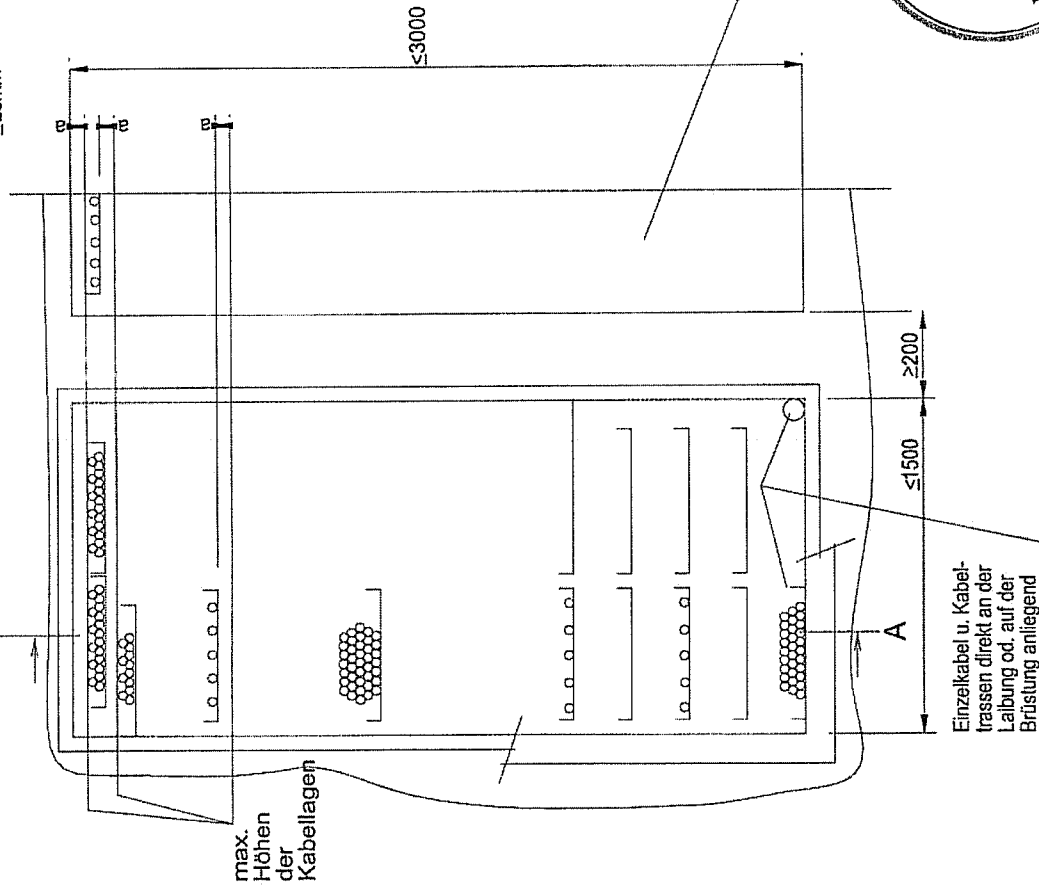 ≤3000
a
a
a
max.
Höhen
der
Kabellagen
≥200
≤1500
A
Einzelkabel u. Kabel-
trassen direkt an der
Laibung od. auf der
Brüstung anliegend